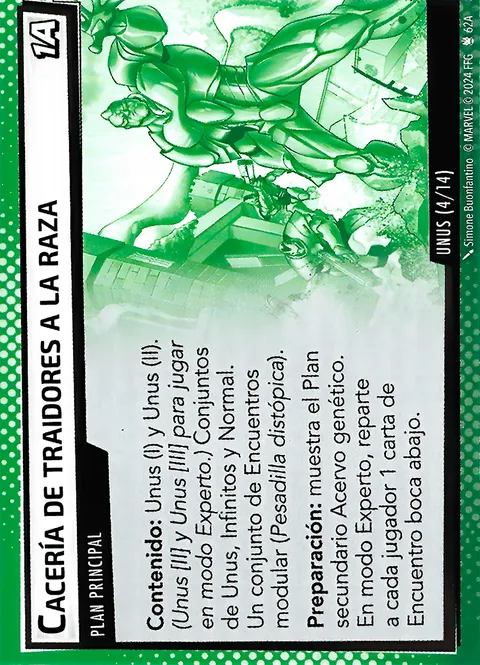 CACERÍA DE TRAIDORES A LA RAZA
1A
PLAN PRINCIPAL
Contenido: Unus (I) y Unus (II).
(Unus [II] y Unus [III] para jugar
en modo Experto.) Conjuntos
de Unus, Infinitos y Normal.
Un conjunto de Encuentros
modular (Pesadilla distópica).
Preparación: muestra el Plan
secundario Acervo genético.
En modo Experto, reparte
a cada jugador 1 carta de
Encuentro boca abajo.
UNUS (4/14)
Simone Buonfantino © MARVEL © 2024 FFG 62A